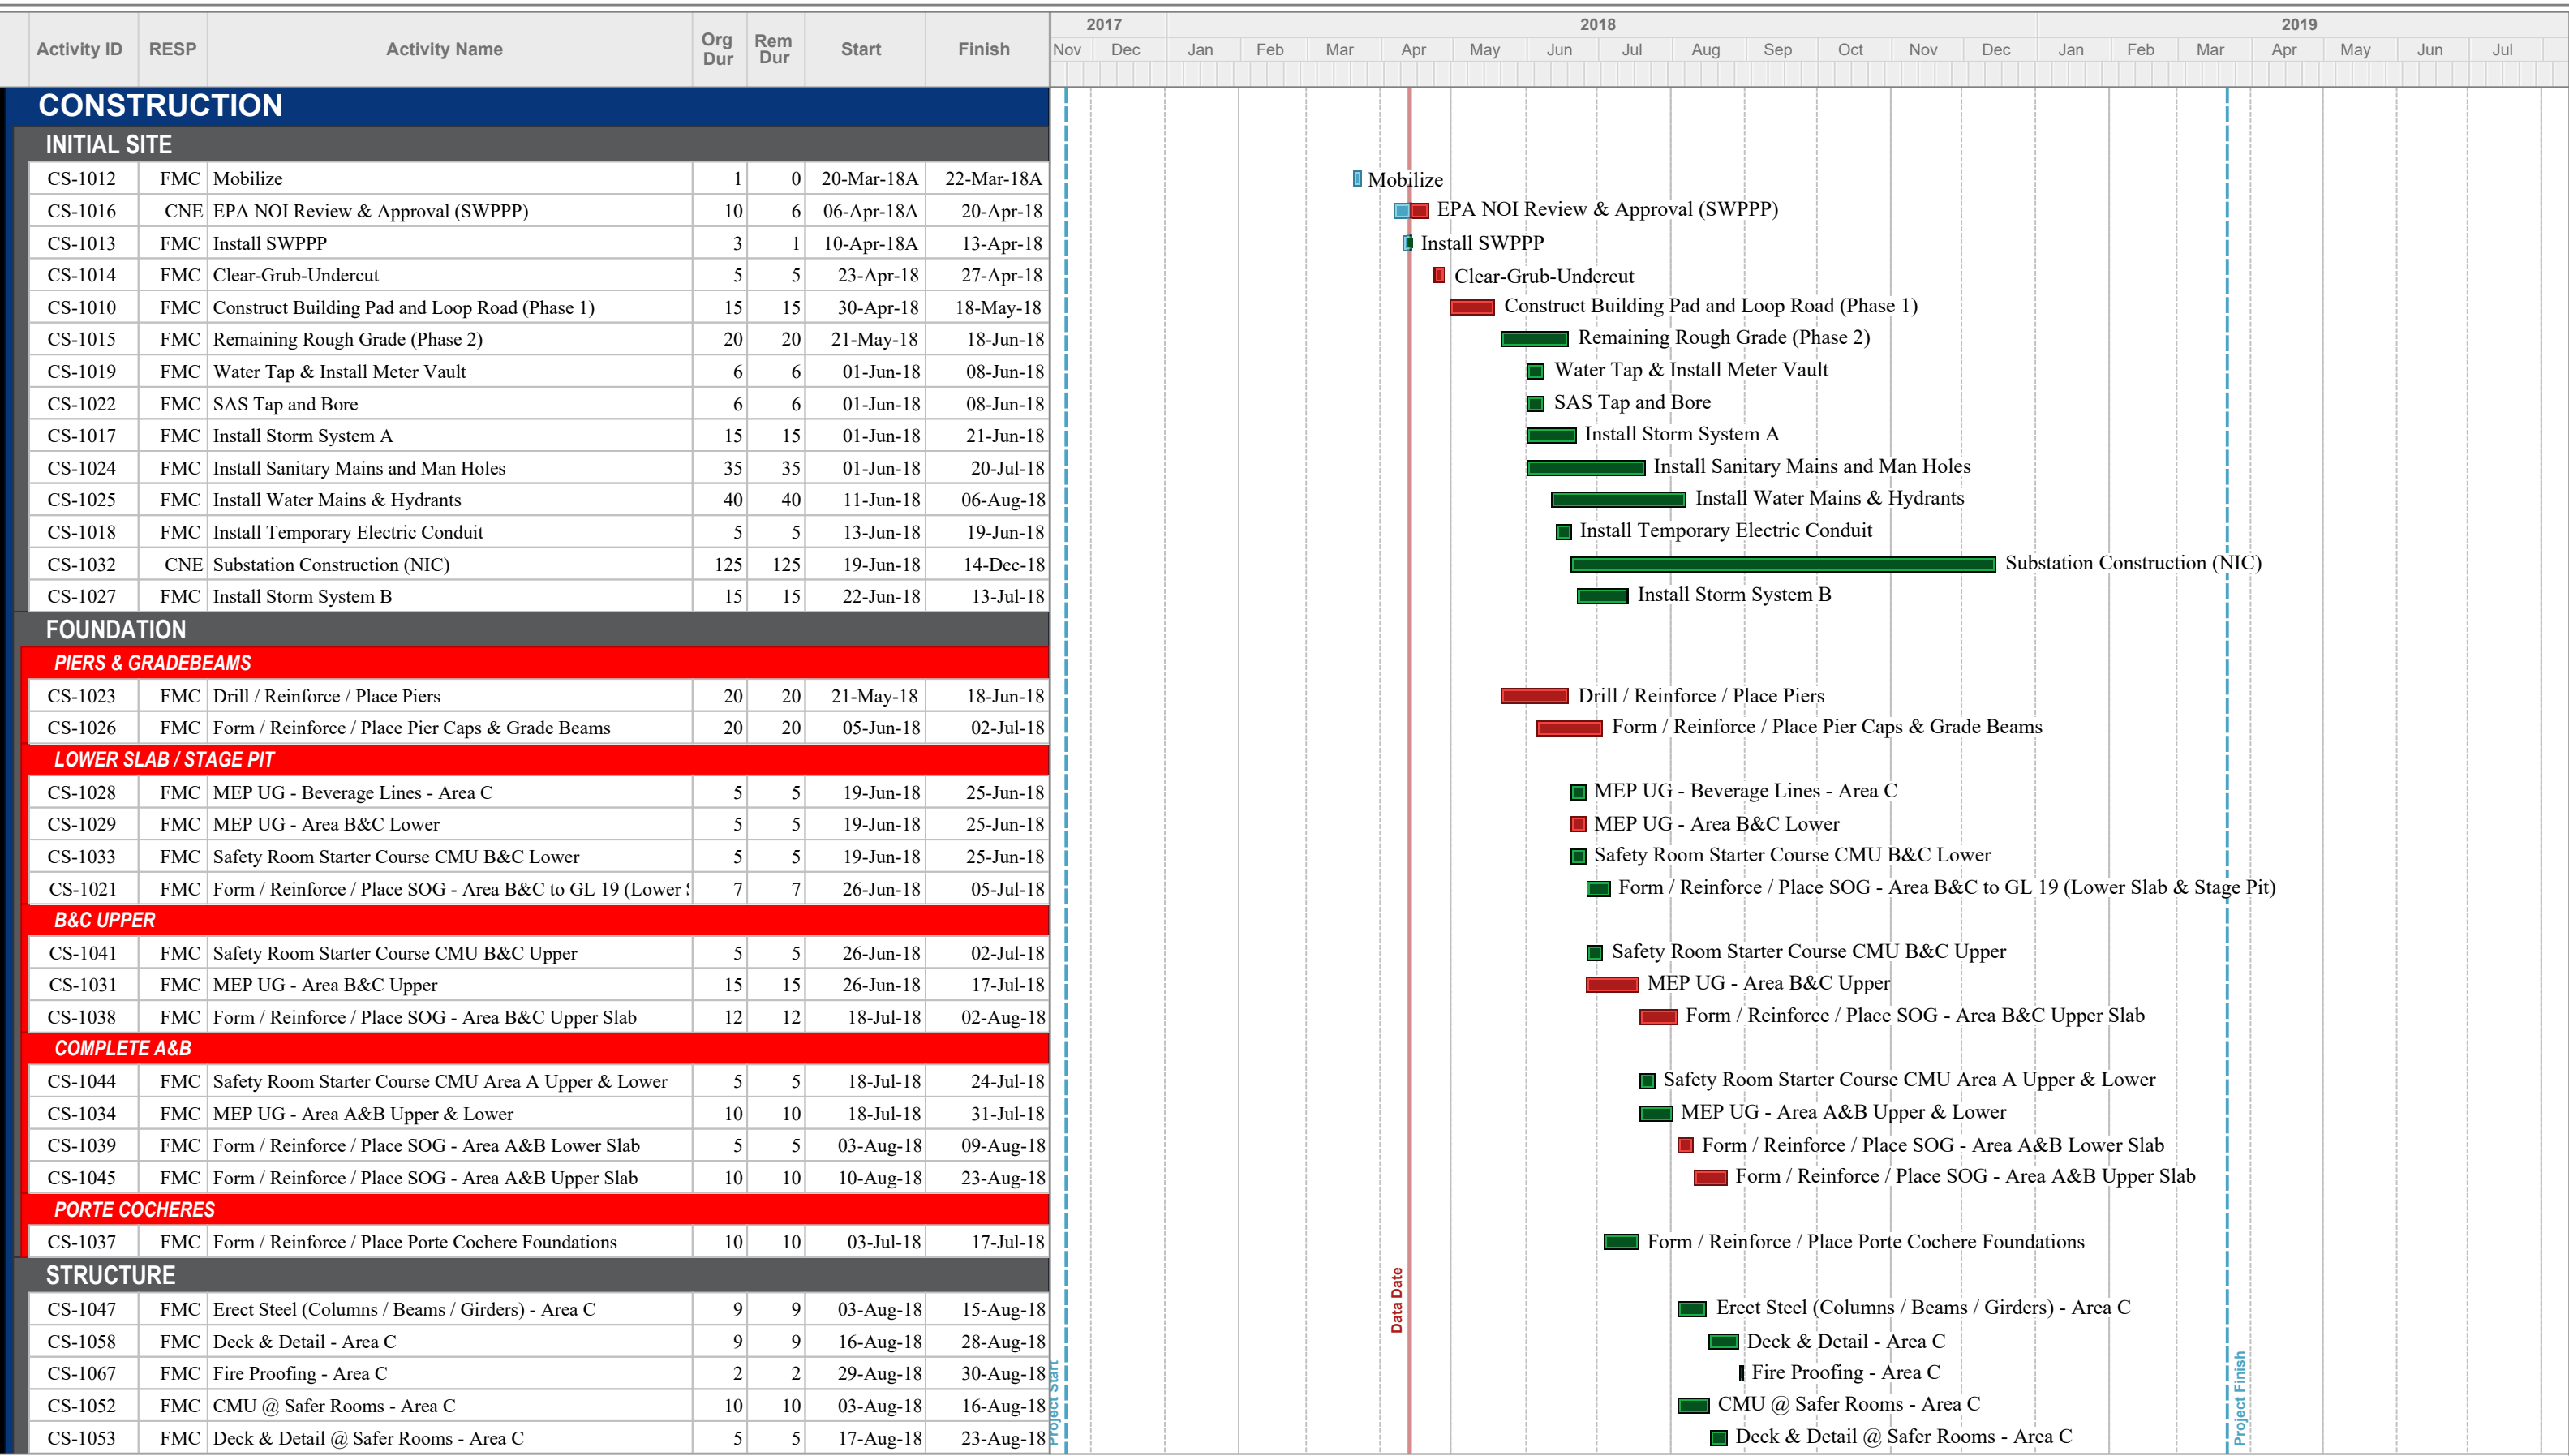 2017 2018 2019
Activity ID RESP Activity Name Org Dur Rem Dur Start Finish Nov Dec Jan Feb Mar Apr May Jun Jul Aug Sep Oct Nov Dec Jan Feb Mar Apr May Jun Jul
CONSTRUCTION
INITIAL SITE
CS-1012 FMC Mobilize 1 0 20-Mar-18A 22-Mar-18A Mobilize
CS-1016 CNE EPA NOI Review & Approval (SWPPP) 10 6 06-Apr-18A 20-Apr-18 EPA NOI Review & Approval (SWPPP)
CS-1013 FMC Install SWPPP 3 1 10-Apr-18A 13-Apr-18 Install SWPPP
CS-1014 FMC Clear-Grub-Undercut 5 5 23-Apr-18 27-Apr-18 Clear-Grub-Undercut
CS-1010 FMC Construct Building Pad and Loop Road (Phase 1) 15 15 30-Apr-18 18-May-18 Construct Building Pad and Loop Road (Phase 1)
CS-1015 FMC Remaining Rough Grade (Phase 2) 20 20 21-May-18 18-Jun-18 Remaining Rough Grade (Phase 2)
CS-1019 FMC Water Tap & Install Meter Vault 6 6 01-Jun-18 08-Jun-18 Water Tap & Install Meter Vault
CS-1022 FMC SAS Tap and Bore 6 6 01-Jun-18 08-Jun-18 SAS Tap and Bore
CS-1017 FMC Install Storm System A 15 15 01-Jun-18 21-Jun-18 Install Storm System A
CS-1024 FMC Install Sanitary Mains and Man Holes 35 35 01-Jun-18 20-Jul-18 Install Sanitary Mains and Man Holes
CS-1025 FMC Install Water Mains & Hydrants 40 40 11-Jun-18 06-Aug-18 Install Water Mains & Hydrants
CS-1018 FMC Install Temporary Electric Conduit 5 5 13-Jun-18 19-Jun-18 Install Temporary Electric Conduit
CS-1032 CNE Substation Construction (NIC) 125 125 19-Jun-18 14-Dec-18 Substation Construction (NIC)
CS-1027 FMC Install Storm System B 15 15 22-Jun-18 13-Jul-18 Install Storm System B
FOUNDATION
PIERS & GRADEBEAMS
CS-1023 FMC Drill / Reinforce / Place Piers 20 20 21-May-18 18-Jun-18 Drill / Reinforce / Place Piers
CS-1026 FMC Form / Reinforce / Place Pier Caps & Grade Beams 20 20 05-Jun-18 02-Jul-18 Form / Reinforce / Place Pier Caps & Grade Beams
LOWER SLAB / STAGE PIT
CS-1028 FMC MEP UG - Beverage Lines - Area C 5 5 19-Jun-18 25-Jun-18 MEP UG - Beverage Lines - Area C
CS-1029 FMC MEP UG - Area B&C Lower 5 5 19-Jun-18 25-Jun-18 MEP UG - Area B&C Lower
CS-1033 FMC Safety Room Starter Course CMU B&C Lower 5 5 19-Jun-18 25-Jun-18 Safety Room Starter Course CMU B&C Lower
CS-1021 FMC Form / Reinforce / Place SOG - Area B&C to GL 19 (Lower 7 7 26-Jun-18 05-Jul-18 Form / Reinforce / Place SOG - Area B&C to GL 19 (Lower Slab & Stage Pit)
B&C UPPER
CS-1041 FMC Safety Room Starter Course CMU B&C Upper 5 5 26-Jun-18 02-Jul-18 Safety Room Starter Course CMU B&C Upper
CS-1031 FMC MEP UG - Area B&C Upper 15 15 26-Jun-18 17-Jul-18 MEP UG - Area B&C Upper
CS-1038 FMC Form / Reinforce / Place SOG - Area B&C Upper Slab 12 12 18-Jul-18 02-Aug-18 Form / Reinforce / Place SOG - Area B&C Upper Slab
COMPLETE A&B
CS-1044 FMC Safety Room Starter Course CMU Area A Upper & Lower 5 5 18-Jul-18 24-Jul-18 Safety Room Starter Course CMU Area A Upper & Lower
CS-1034 FMC MEP UG - Area A&B Upper & Lower 10 10 18-Jul-18 31-Jul-18 MEP UG - Area A&B Upper & Lower
CS-1039 FMC Form / Reinforce / Place SOG - Area A&B Lower Slab 5 5 03-Aug-18 09-Aug-18 Form / Reinforce / Place SOG - Area A&B Lower Slab
CS-1045 FMC Form / Reinforce / Place SOG - Area A&B Upper Slab 10 10 10-Aug-18 23-Aug-18 Form / Reinforce / Place SOG - Area A&B Upper Slab
PORTE COCHERES
CS-1037 FMC Form / Reinforce / Place Porte Cochere Foundations 10 10 03-Jul-18 17-Jul-18 Form / Reinforce / Place Porte Cochere Foundations
STRUCTURE
CS-1047 FMC Erect Steel (Columns / Beams / Girders) - Area C 9 9 03-Aug-18 15-Aug-18 Erect Steel (Columns / Beams / Girders) - Area C
CS-1058 FMC Deck & Detail - Area C 9 9 16-Aug-18 28-Aug-18 Deck & Detail - Area C
CS-1067 FMC Fire Proofing - Area C 2 2 29-Aug-18 30-Aug-18 Fire Proofing - Area C
CS-1052 FMC CMU @ Safer Rooms - Area C 10 10 03-Aug-18 16-Aug-18 CMU @ Safer Rooms - Area C
CS-1053 FMC Deck & Detail @ Safer Rooms - Area C 5 5 17-Aug-18 23-Aug-18 Deck & Detail @ Safer Rooms - Area C
Project Start
Data Date
Project Finish